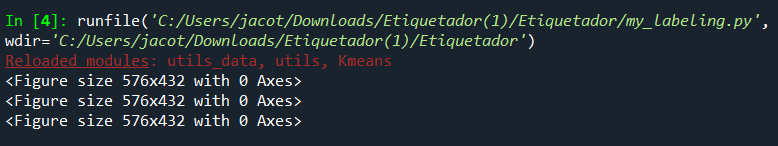 In [4]: runfile('C:/Users/jacot/Downloads/Etiquetador(1)/Etiquetador/my_labeling.py',
wdir='C:/Users/jacot/Downloads/Etiquetador(1)/Etiquetador')
Reloaded modules: utils_data, utils, Kmeans
<Figure size 576x432 with 0 Axes>
<Figure size 576x432 with 0 Axes>
<Figure size 576x432 with 0 Axes>